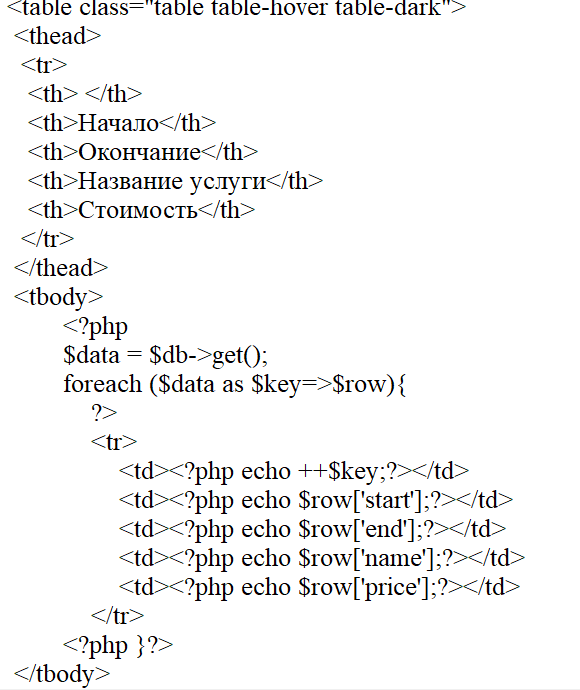 <table class="table table-hover table-dark">
<thead>
<tr>
<th> </th>
<th>Начало</th>
<th>Окончание</th>
<th>Название услуги</th>
<th>Стоимость</th>
</tr>
</thead>
<tbody>
<?php
$data = $db->get();
foreach ($data as $key=>$row){
?>
<tr>
<td><?php echo ++$key;?></td>
<td><?php echo $row['start'];?></td>
<td><?php echo $row['end'];?></td>
<td><?php echo $row['name'];?></td>
<td><?php echo $row['price'];?></td>
</tr>
<?php }?>
</tbody>